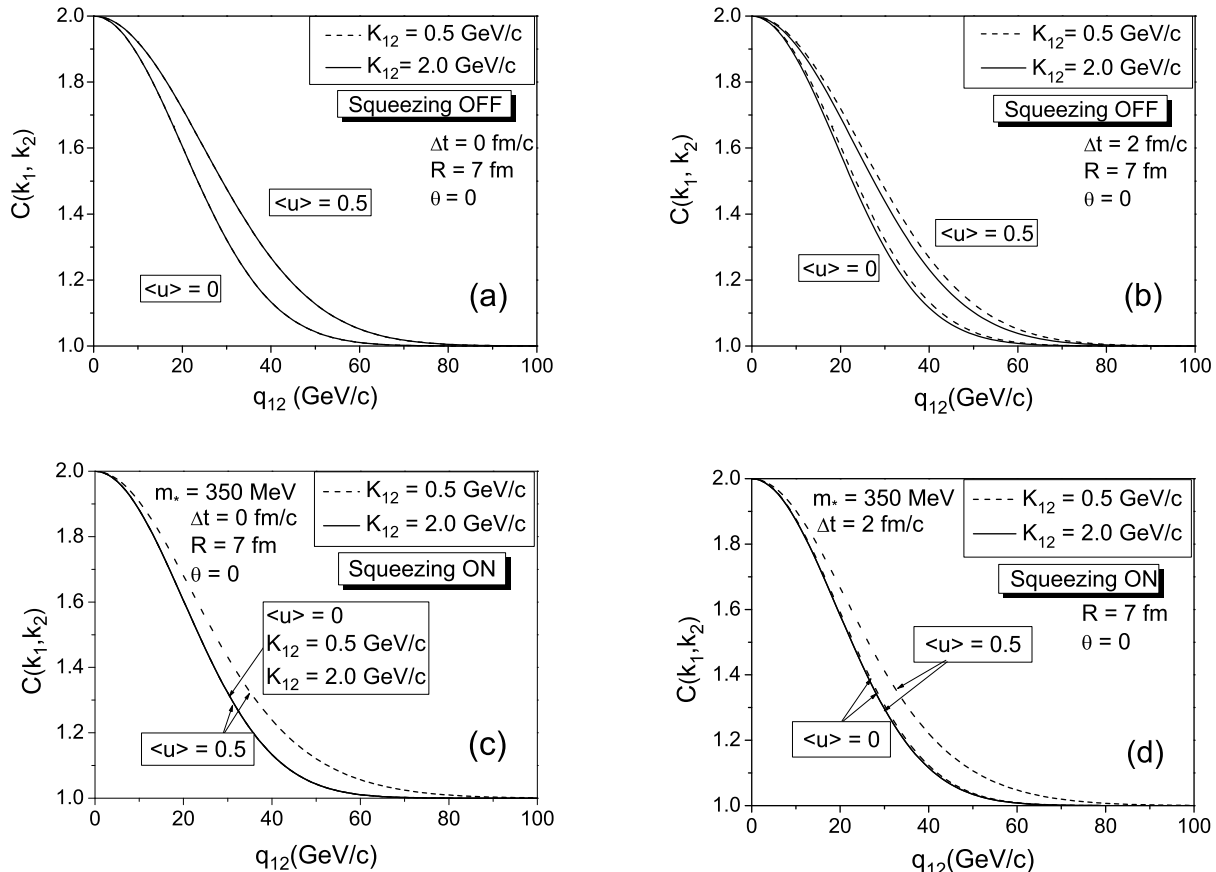 2.0
1.8
1.6
1.4
1.2
1.0
C(k1, k2)
K12 = 0.5 GeV/c
K12= 2.0 GeV/c
Squeezing OFF
Δt = 0 fm/c
R = 7 fm
θ = 0
<u> = 0.5
<u> = 0
(a)
0 20 40 60 80 100
q12 (GeV/c)
2.0
1.8
1.6
1.4
1.2
1.0
C(k1, k2)
K12= 0.5 GeV/c
K12= 2.0 GeV/c
Squeezing OFF
Δt = 2 fm/c
R = 7 fm
θ = 0
<u> = 0.5
<u> = 0
(b)
0 20 40 60 80 100
q12(GeV/c)
2.0
1.8
1.6
1.4
1.2
1.0
C(k1,k2)
m* = 350 MeV
Δt = 0 fm/c
R = 7 fm
θ = 0
K12 = 0.5 GeV/c
K12 = 2.0 GeV/c
Squeezing ON
<u> = 0
K12 = 0.5 GeV/c
K12 = 2.0 GeV/c
<u> = 0.5
(c)
0 20 40 60 80 100
q12(GeV/c)
2.0
1.8
1.6
1.4
1.2
1.0
C(k1,k2)
m* = 350 MeV
Δt = 2 fm/c
K12 = 0.5 GeV/c
K12 = 2.0 GeV/c
Squeezing ON
R = 7 fm
θ = 0
<u> = 0.5
<u> = 0
(d)
0 20 40 60 80 100
q12(GeV/c)